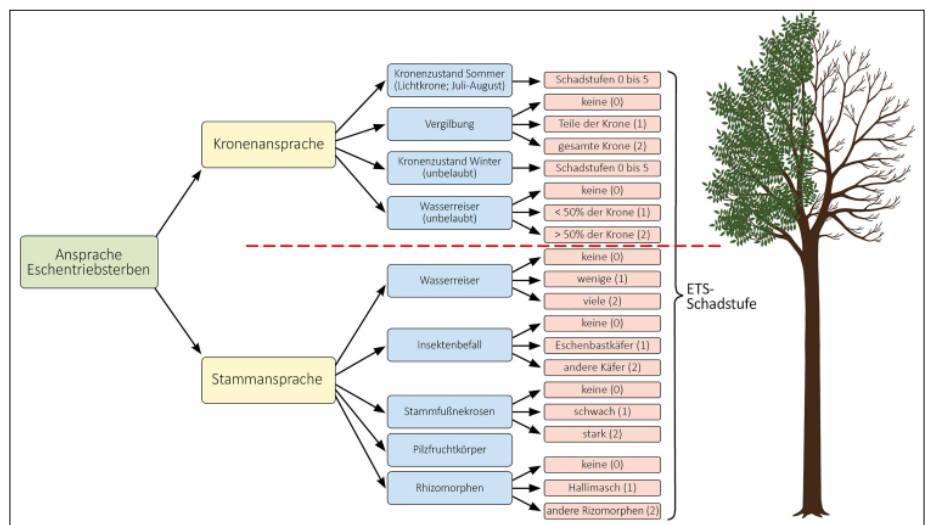 Ansprache
Eschentriebsterben
Kronenansprache
Kronenzustand Sommer
(Lichtkrone; Juli-August)
Schadstufen 0 bis 5
Vergilbung
keine (0)
Teile der Krone (1)
gesamte Krone (2)
Kronenzustand Winter
(unbelaubt)
Schadstufen 0 bis 5
Wasserreiser
(unbelaubt)
keine (0)
< 50% der Krone (1)
> 50% der Krone (2)
Stammansprache
Wasserreiser
keine (0)
wenige (1)
viele (2)
Insektenbefall
keine (0)
Eschenbastkäfer (1)
andere Käfer (2)
Stammfußnekrosen
keine (0)
schwach (1)
stark (2)
Pilzfruchtkörper
Rhizomorphen
keine (0)
Hallimasch (1)
andere Rizomorphen (2)
ETS-
Schadstufe